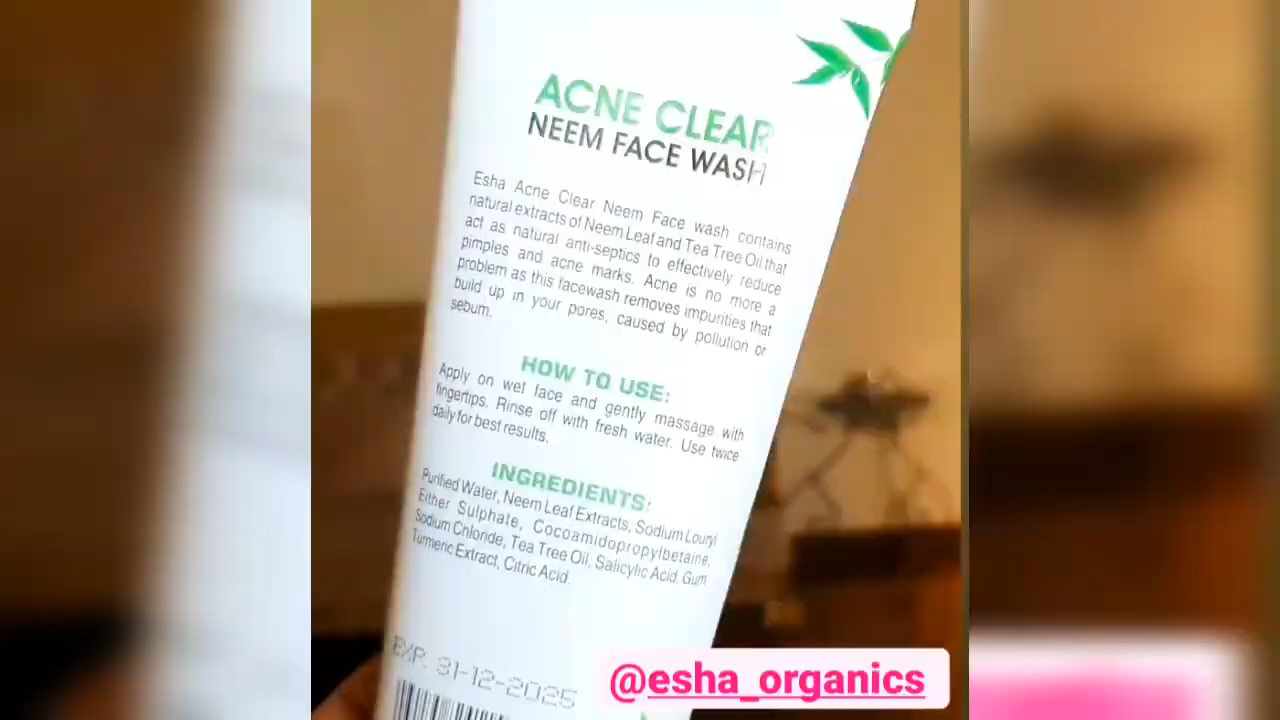 ACNE CLEAR
NEEM FACE WASH
Esha Acne Clear Neem Face wash contains
natural extracts of Neem Leaf and Tea Tree Oil that
act as natural anti-septics to effectively reduce
pimples and acne marks. Acne is no more a
problem as this facewash removes impurities that
build up in your pores, caused by pollution or
sebum.
HOW TO USE:
Apply on wet face and gently massage with
fingertips. Rinse off with fresh water. Use twice
daily for best results.
INGREDIENTS:
Purified Water, Neem Leaf Extracts, Sodium Louryl
Either Sulphate, Cocoamidopropylbetaine,
Sodium Chloride, Tea Tree Oil, Salicylic Acid, Gum
Turmeric Extract, Citric Acid
EXP. 31-12-2025
@esha_organics